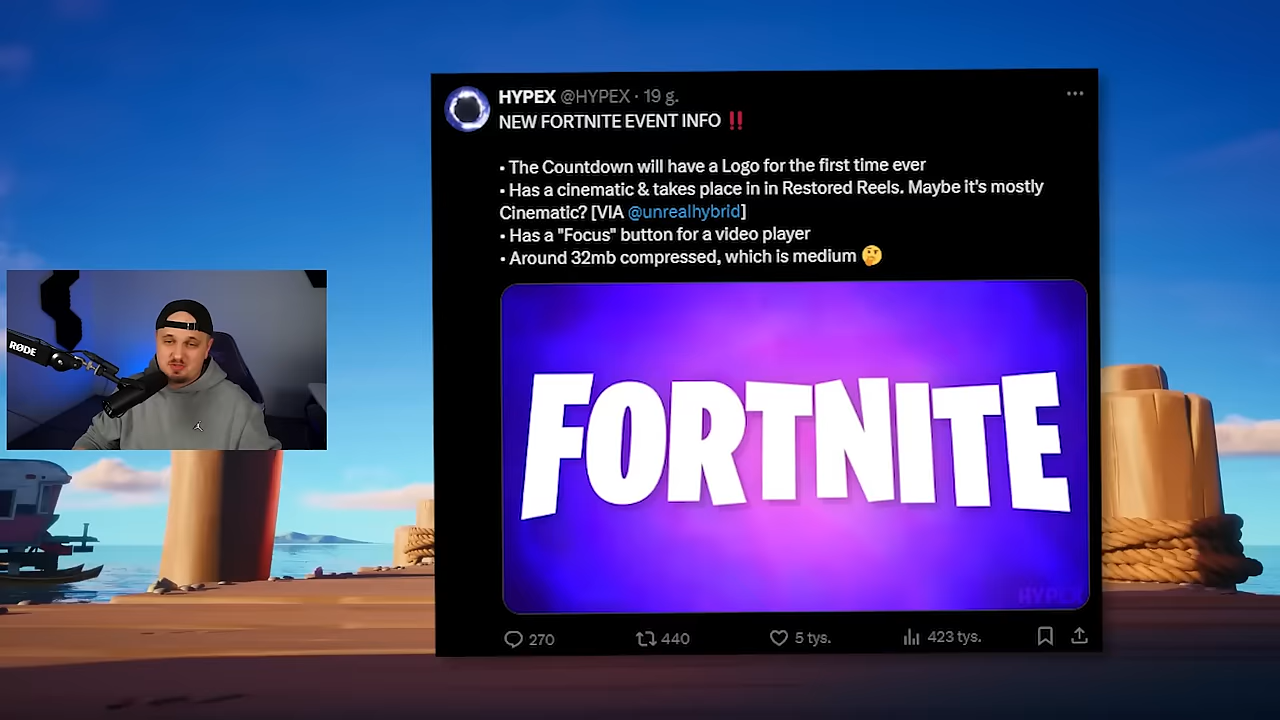 HYPEX @HYPEX · 19 g.
NEW FORTNITE EVENT INFO ‼️
• The Countdown will have a Logo for the first time ever
• Has a cinematic & takes place in in Restored Reels. Maybe it's mostly
Cinematic? [VIA @unrealhybrid]
• Has a "Focus" button for a video player
• Around 32mb compressed, which is medium 🤔
RØDE
FORTNITE
HYPEX
270 440 5 tys. 423 tys.